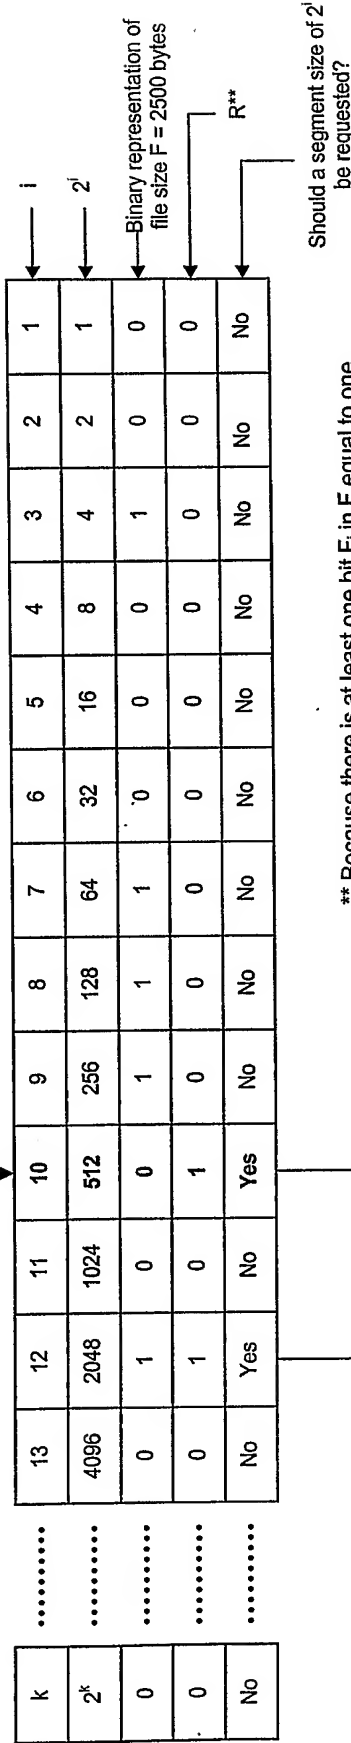 k ......... 13 12 11 10 9 8 7 6 5 4 3 2 1 i
2ᵏ ......... 4096 2048 1024 512 256 128 64 32 16 8 4 2 1 2ⁱ
0 ......... 0 1 0 0 1 1 1 0 0 0 1 0 0 Binary representation of
file size F = 2500 bytes
0 ......... 0 1 0 1 0 0 0 0 0 0 0 0 0 R**
No ......... No Yes No Yes No No No No No No No No No
Should a segment size of 2ⁱ
be requested?
** Because there is at least one bit Fᵢ in F equal to one